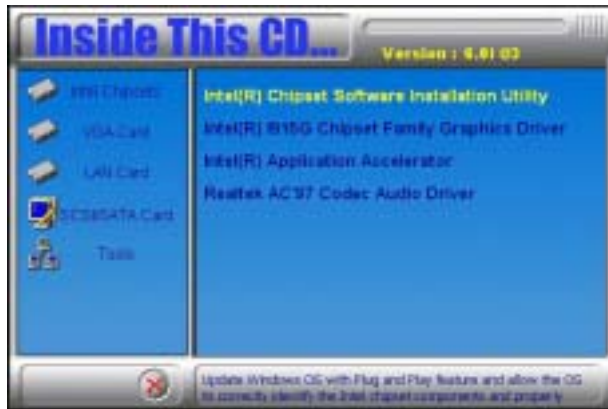 Inside This CD...
Version : 6.01 03
Intel Chipsets
VGA Card
LAN Card
SCSI&SATA Card
Tools
Intel(R) Chipset Software Installation Utility
Intel(R) 915G Chipset Family Graphics Driver
Intel(R) Application Accelerator
Realtek AC'97 Codec Audio Driver
Update Windows OS with Plug and Play feature and allow the OS
to correctly identify the Intel chipset components and properly